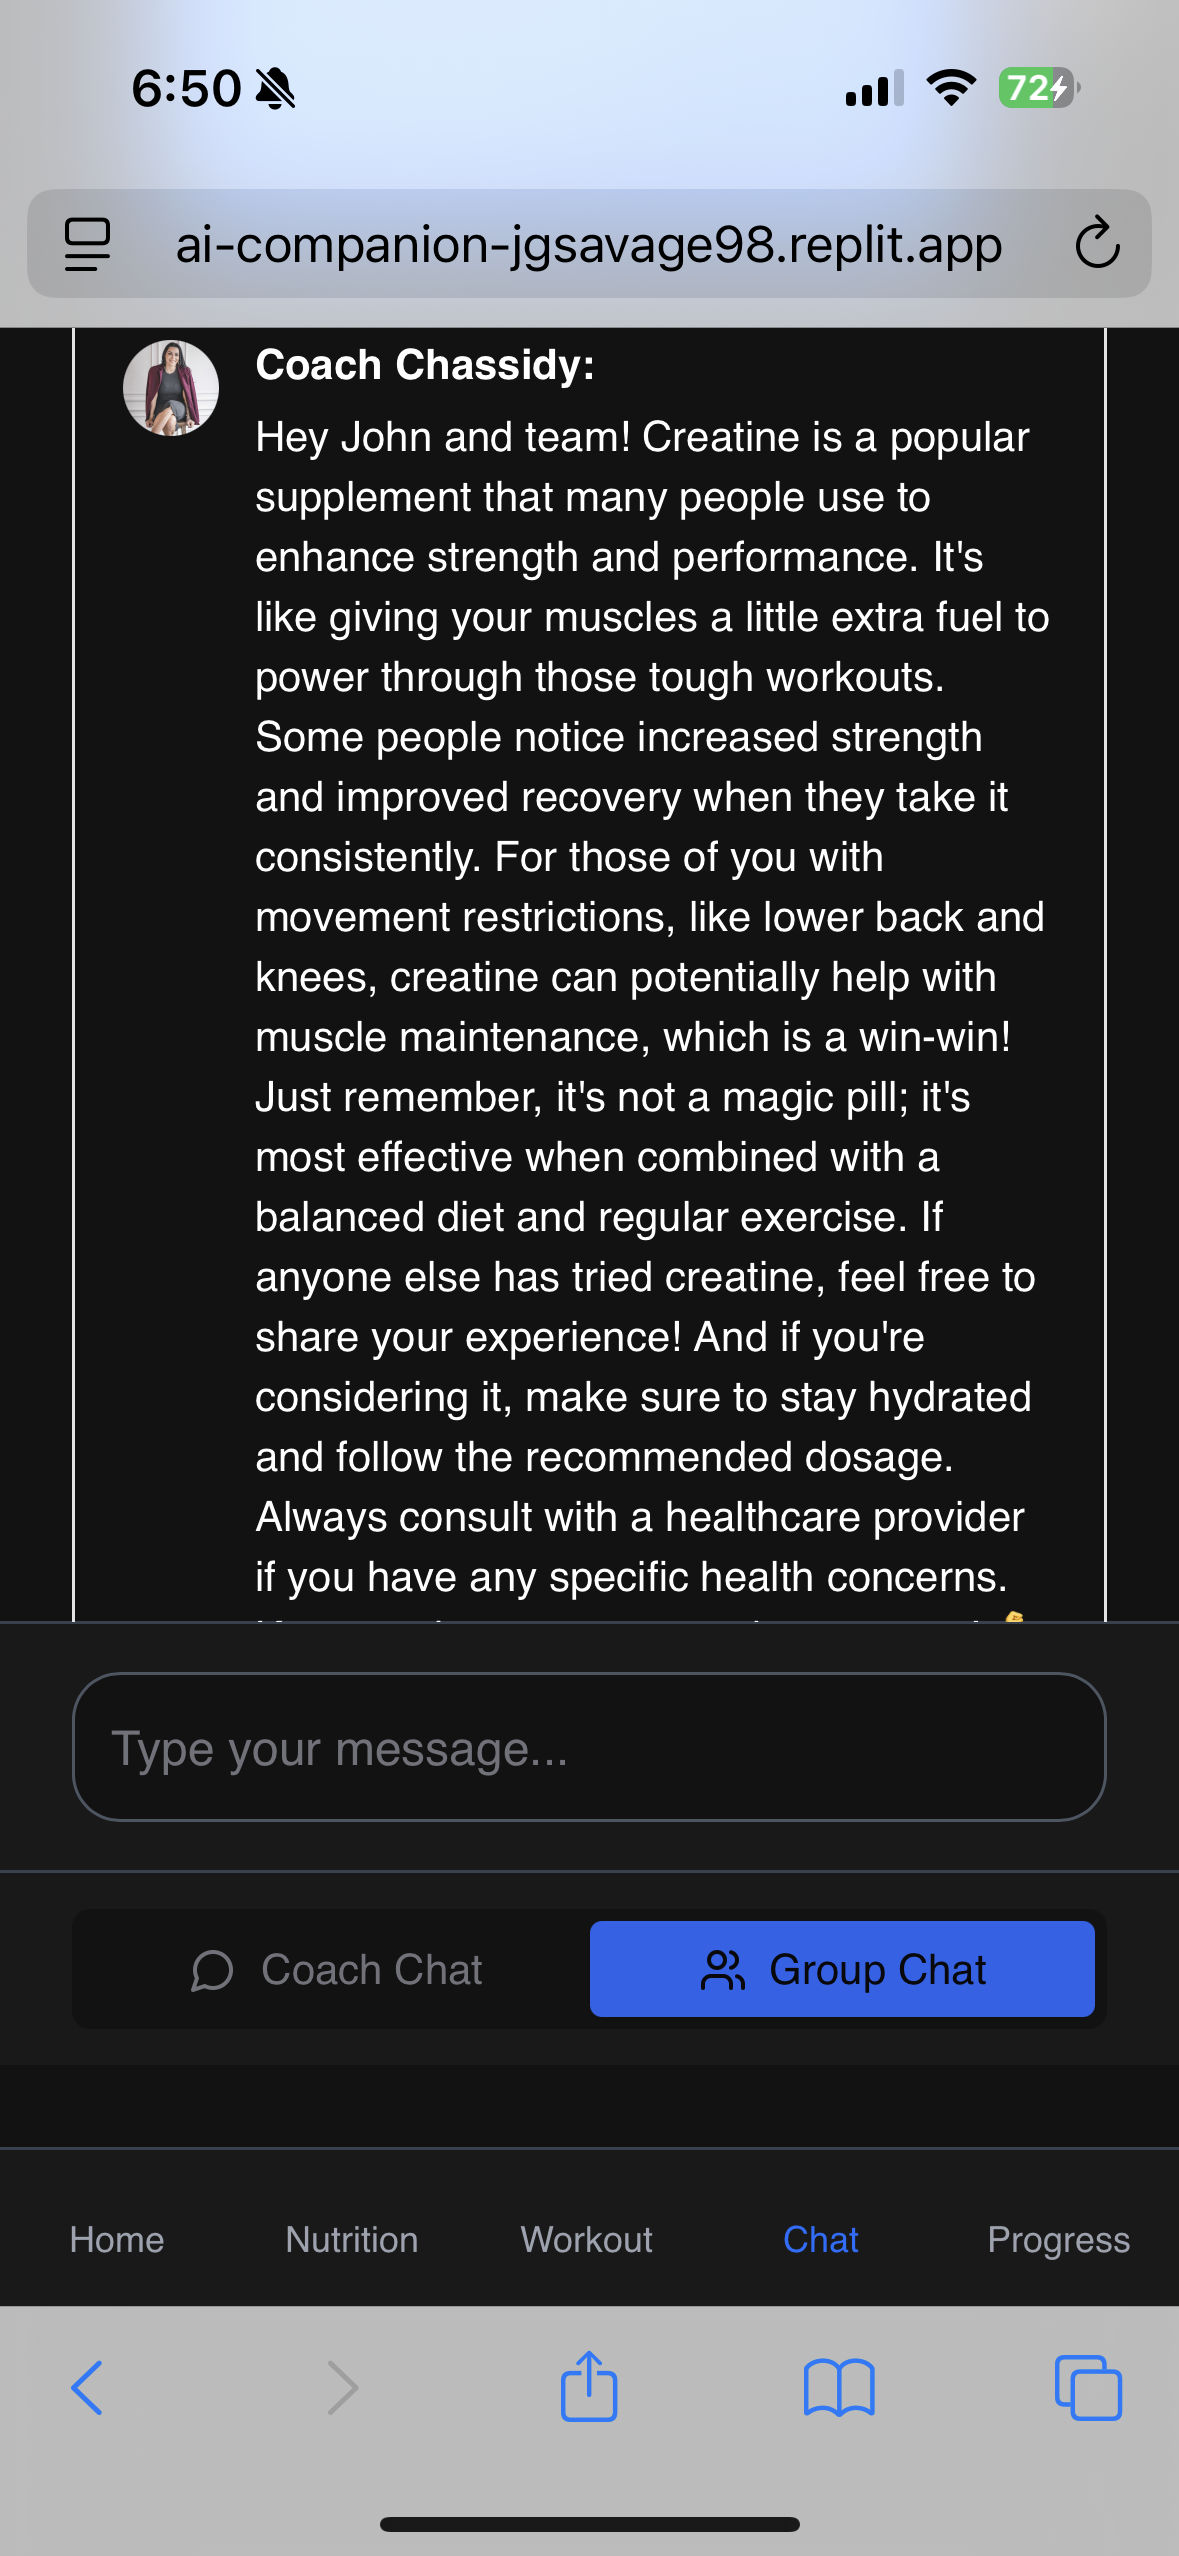 6:50
72
ai-companion-jgsavage98.replit.app
Coach Chassidy:
Hey John and team! Creatine is a popular
supplement that many people use to
enhance strength and performance. It's
like giving your muscles a little extra fuel to
power through those tough workouts.
Some people notice increased strength
and improved recovery when they take it
consistently. For those of you with
movement restrictions, like lower back and
knees, creatine can potentially help with
muscle maintenance, which is a win-win!
Just remember, it's not a magic pill; it's
most effective when combined with a
balanced diet and regular exercise. If
anyone else has tried creatine, feel free to
share your experience! And if you're
considering it, make sure to stay hydrated
and follow the recommended dosage.
Always consult with a healthcare provider
if you have any specific health concerns.
Type your message...
Coach Chat
Group Chat
Home
Nutrition
Workout
Chat
Progress